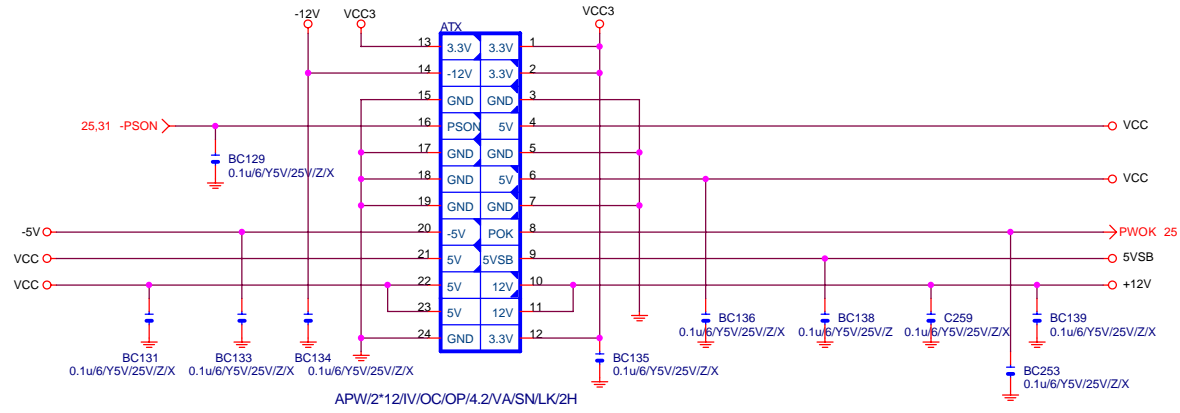 -12V VCC3 VCC3
ATX
13 3.3V 3.3V 1
14 -12V 3.3V 2
15 GND GND 3
25,31 -PSON 16 PSON 5V 4 VCC
17 GND GND 5
BC129
0.1u/6/Y5V/25V/Z/X
18 GND 5V 6 VCC
19 GND GND 7
-5V 20 -5V POK 8 PWOK 25
VCC 21 5V 5VSB 9 5VSB
VCC 22 5V 12V 10 +12V
23 5V 12V 11
BC136
0.1u/6/Y5V/25V/Z/X
BC138
0.1u/6/Y5V/25V/Z
C259
0.1u/6/Y5V/25V/Z/X
BC139
0.1u/6/Y5V/25V/Z/X
24 GND 3.3V 12
BC131
0.1u/6/Y5V/25V/Z/X
BC133
0.1u/6/Y5V/25V/Z/X
BC134
0.1u/6/Y5V/25V/Z/X
BC135
0.1u/6/Y5V/25V/Z/X
BC253
0.1u/6/Y5V/25V/Z/X
APW/2*12/IV/OC/OP/4.2/VA/SN/LK/2H